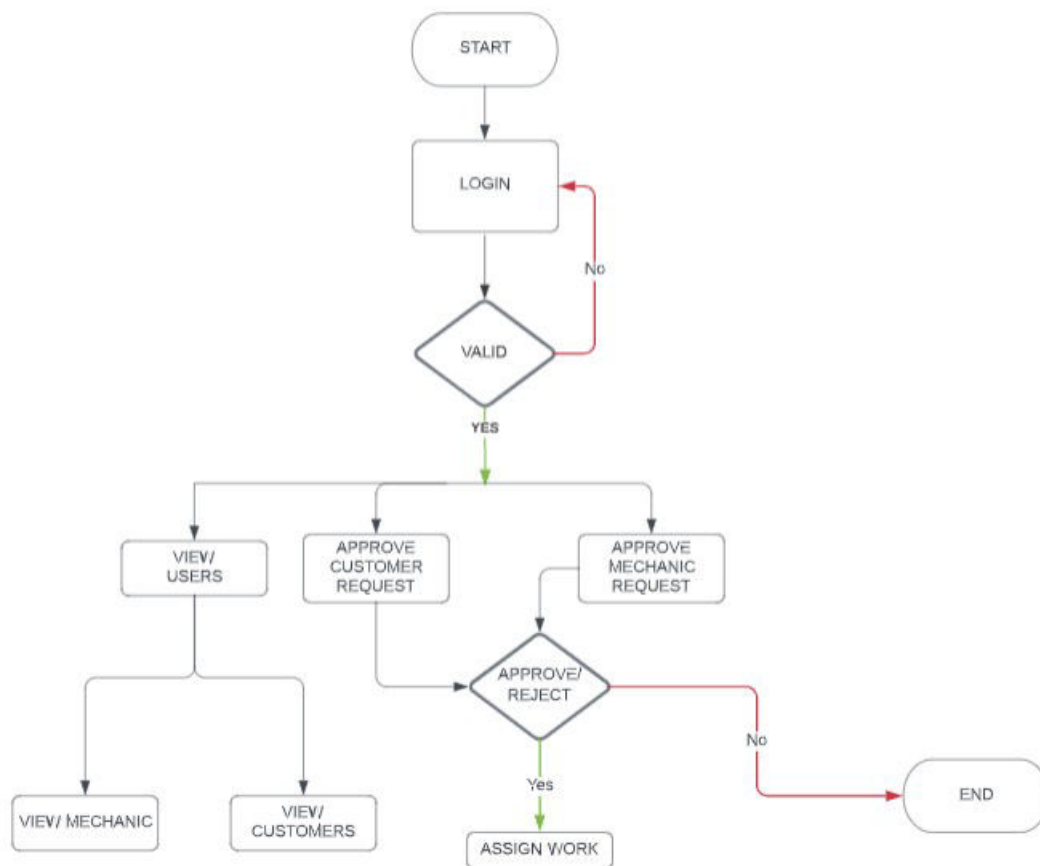 START
LOGIN
No
VALID
YES
VIEW/
USERS
APPROVE
CUSTOMER
REQUEST
APPROVE
MECHANIC
REQUEST
APPROVE/
REJECT
No
Yes
VIEW/ MECHANIC
VIEW/
CUSTOMERS
END
ASSIGN WORK